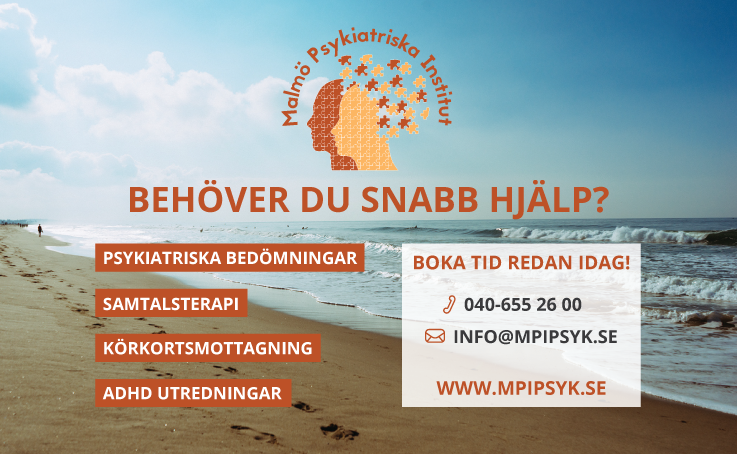 Malmö Psykiatriska Institut
BEHÖVER DU SNABB HJÄLP?
PSYKIATRISKA BEDÖMNINGAR
SAMTALSTERAPI
KÖRKORTSMOTTAGNING
ADHD UTREDNINGAR
BOKA TID REDAN IDAG!
040-655 26 00
INFO@MPIPSYK.SE
WWW.MPIPSYK.SE